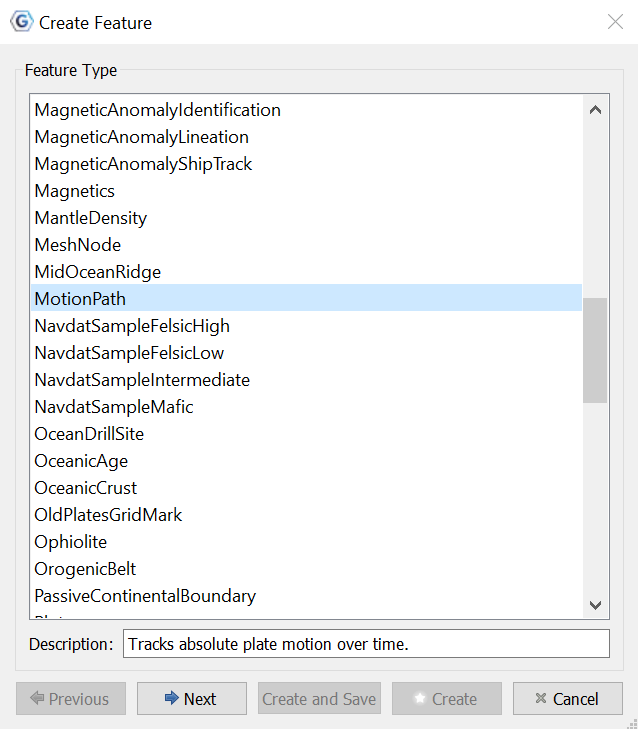 Create Feature
Feature Type
MagneticAnomalyIdentification
MagneticAnomalyLineation
MagneticAnomalyShipTrack
Magnetics
MantleDensity
MeshNode
MidOceanRidge
MotionPath
NavdatSampleFelsicHigh
NavdatSampleFelsicLow
NavdatSampleIntermediate
NavdatSampleMafic
OceanDrillSite
OceanicAge
OceanicCrust
OldPlatesGridMark
Ophiolite
OrogenicBelt
PassiveContinentalBoundary
Description: Tracks absolute plate motion over time.
Previous Next Create and Save Create Cancel